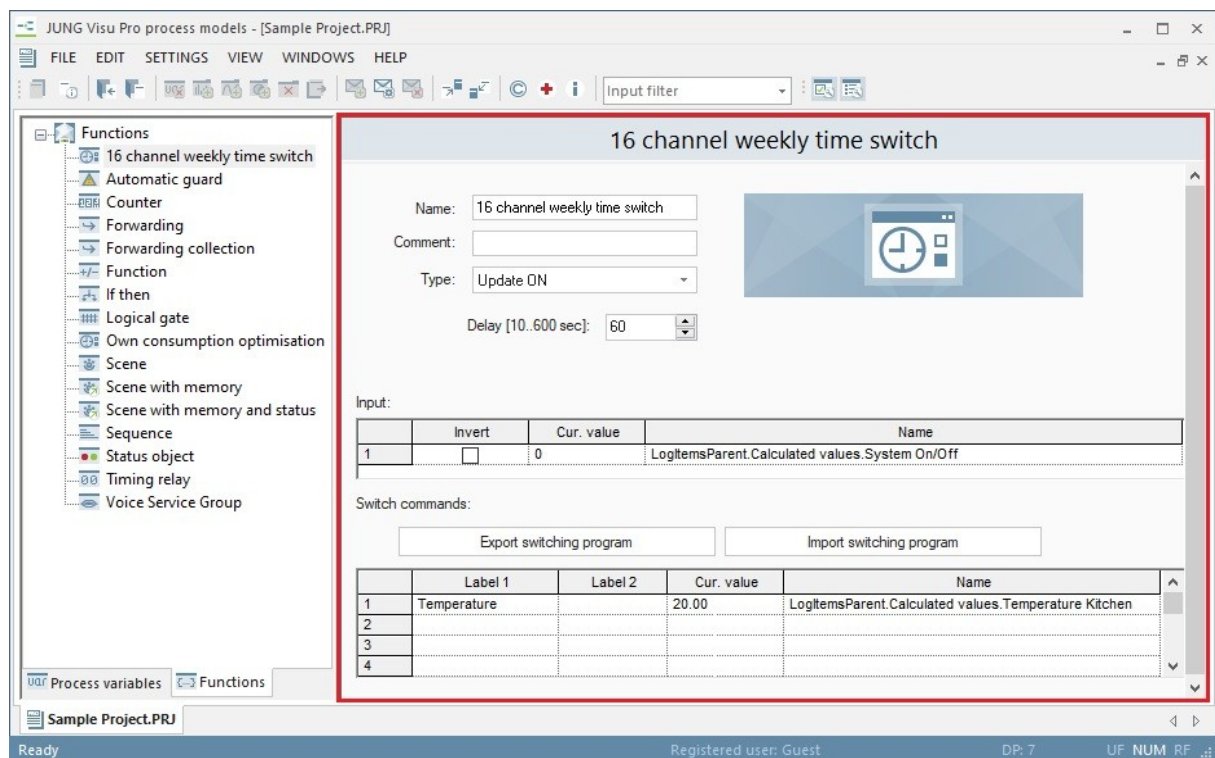 JUNG Visu Pro process models - [Sample Project.PRJ]
FILE EDIT SETTINGS VIEW WINDOWS HELP
Input filter
Functions
16 channel weekly time switch
Automatic guard
Counter
Forwarding
Forwarding collection
Function
If then
Logical gate
Own consumption optimisation
Scene
Scene with memory
Scene with memory and status
Sequence
Status object
Timing relay
Voice Service Group
Process variables Functions
16 channel weekly time switch
Name: 16 channel weekly time switch
Comment:
Type: Update ON
Delay [10..600 sec]: 60
Input:
Invert Cur. value Name
1 0 LogItemsParent.Calculated values.System On/Off
Switch commands:
Export switching program Import switching program
Label 1 Label 2 Cur. value Name
1 Temperature 20.00 LogItemsParent.Calculated values.Temperature Kitchen
2
3
4
Sample Project.PRJ
Ready Registered user: Guest DP: 7 UF NUM RF